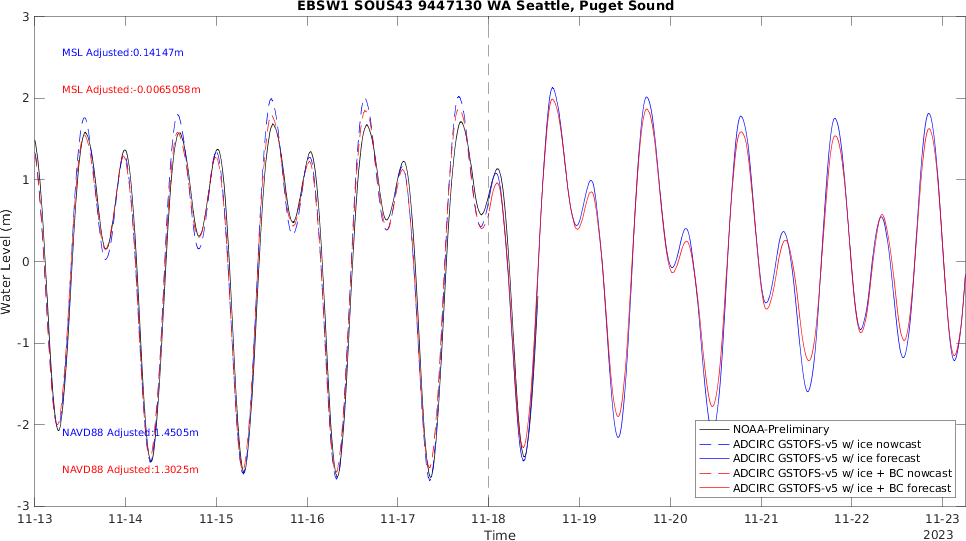 EBSW1 SOUS43 9447130 WA Seattle, Puget Sound
3
2
1
0
-1
-2
-3
Water Level (m)
MSL Adjusted:0.14147m
MSL Adjusted:-0.0065058m
NAVD88 Adjusted:1.4505m
NAVD88 Adjusted:1.3025m
NOAA-Preliminary
ADCIRC GSTOFS-v5 w/ ice nowcast
ADCIRC GSTOFS-v5 w/ ice forecast
ADCIRC GSTOFS-v5 w/ ice + BC nowcast
ADCIRC GSTOFS-v5 w/ ice + BC forecast
11-13 11-14 11-15 11-16 11-17 11-18 11-19 11-20 11-21 11-22 11-23
Time
2023